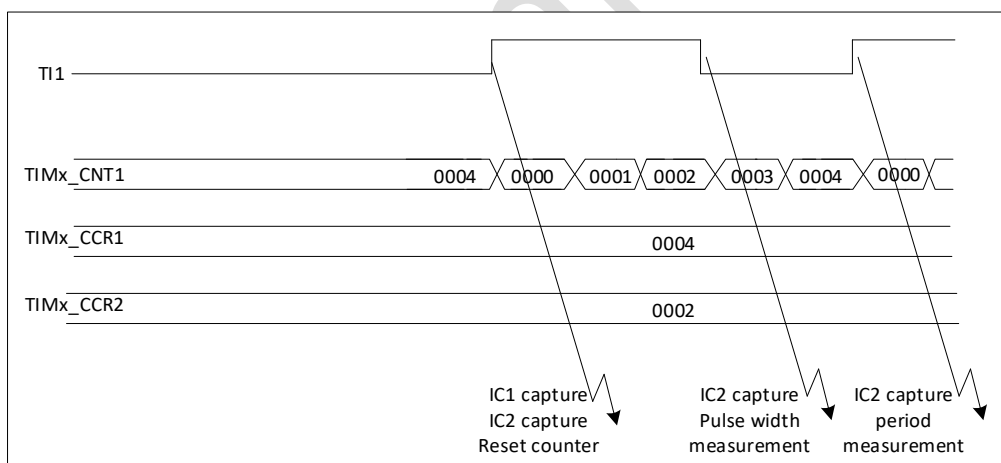 TI1
TIMx_CNT1
0004 0000 0001 0002 0003 0004 0000
TIMx_CCR1
0004
TIMx_CCR2
0002
IC1 capture
IC2 capture
Reset counter
IC2 capture
Pulse width
measurement
IC2 capture
period
measurement